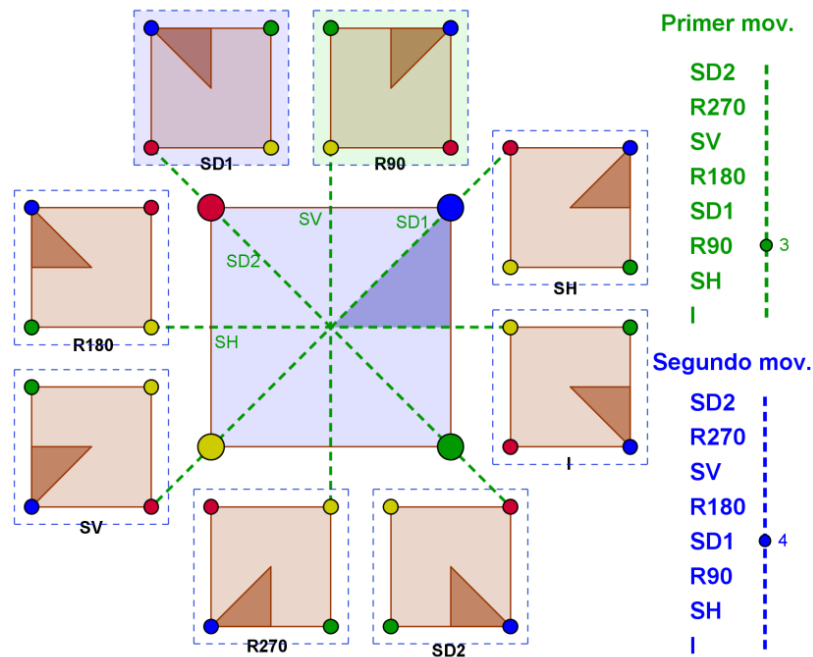 Primer mov.
SD2
R270
SV
R180
SD1
R90
3
SH
I
Segundo mov.
SD2
R270
SV
R180
SD1
4
R90
SH
I
SD1
R90
SH
I
R180
SV
R270
SD2
SV
SD1
SD2
SH